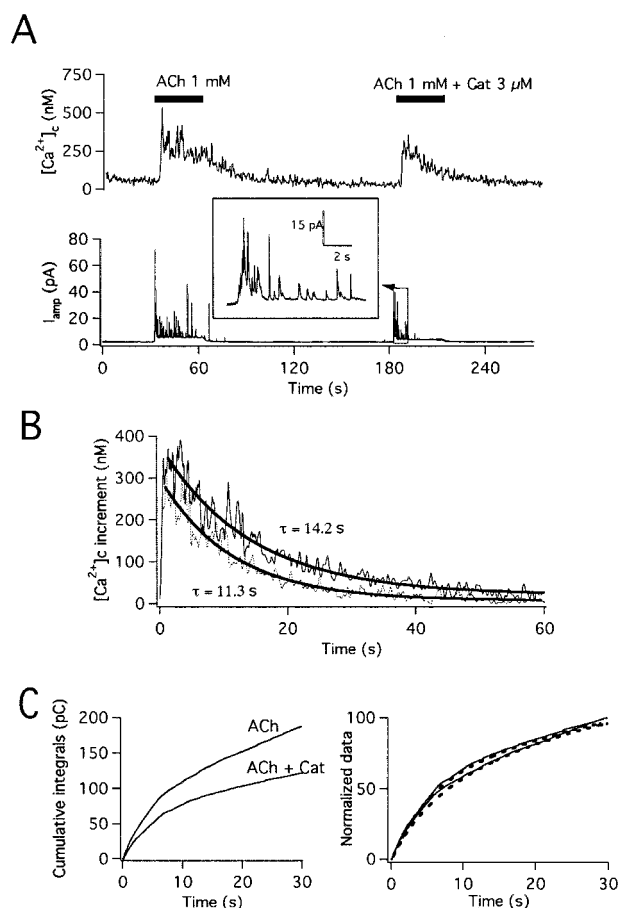 A
ACh 1 mM
ACh 1 mM + Cat 3 µM
[Ca2+]c (nM)
750
500
250
0
15 pA
2 s
Iamp (pA)
80
60
40
20
0
0
60
120
180
240
Time (s)
B
[Ca2+]c increment (nM)
400
300
200
100
0
τ = 14.2 s
τ = 11.3 s
0
20
40
60
Time (s)
C
Cumulative integrals (pC)
200
150
100
50
0
ACh
ACh + Cat
0
10
20
30
Time (s)
Normalized data
100
50
0
0
10
20
30
Time (s)